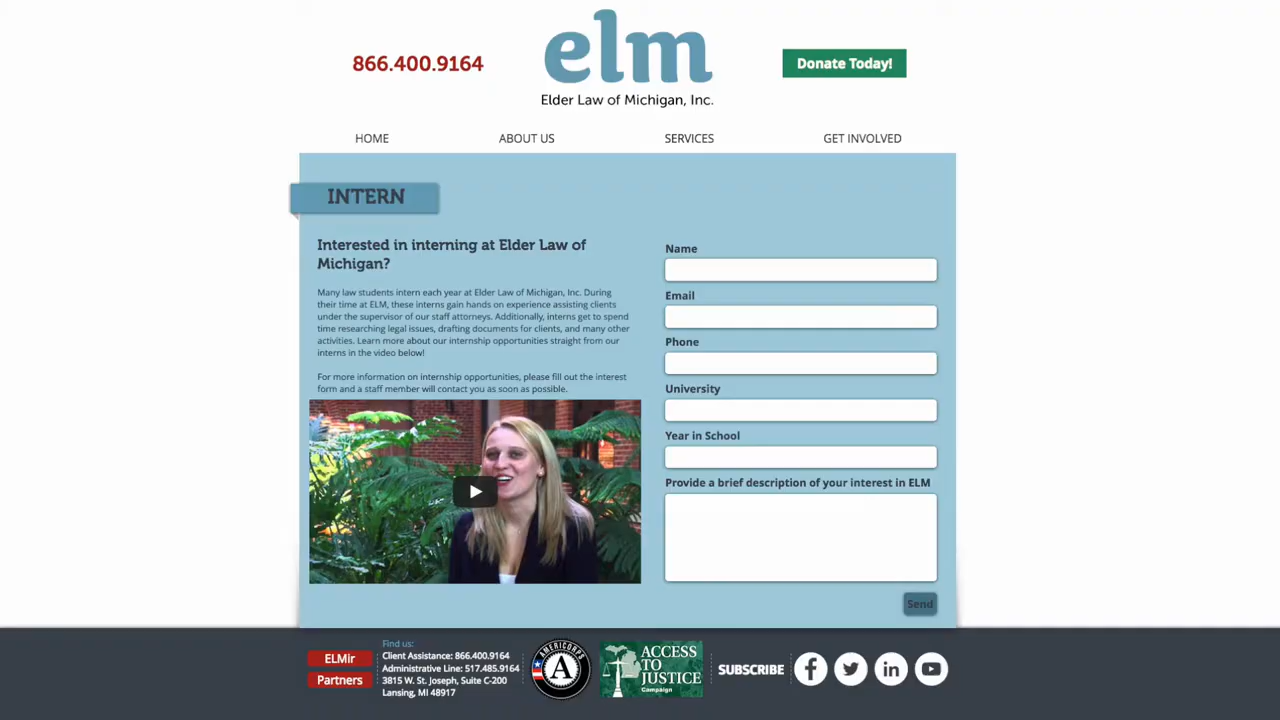 866.400.9164
elm
Elder Law of Michigan, Inc.
Donate Today!
HOME
ABOUT US
SERVICES
GET INVOLVED
INTERN
Interested in interning at Elder Law of
Michigan?
Many law students intern each year at Elder Law of Michigan, Inc. During
their time at ELM, these interns gain hands on experience assisting clients
under the supervisor of our staff attorneys. Additionally, interns get to spend
time researching legal issues, drafting documents for clients, and many other
activities. Learn more about our internship opportunities straight from our
interns in the video below!
For more information on internship opportunities, please fill out the interest
form and a staff member will contact you as soon as possible.
Name
Email
Phone
University
Year in School
Provide a brief description of your interest in ELM
Send
ELMir
Partners
Find us:
Client Assistance: 866.400.9164
Administrative Line: 517.485.9164
3815 W. St. Joseph, Suite C-200
Lansing, MI 48917
AMERICORPS
A
ACCESS
TO
JUSTICE
Campaign
SUBSCRIBE